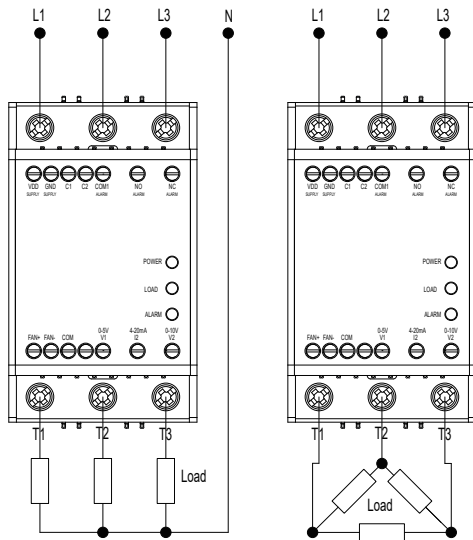 L1 L2 L3 N L1 L2 L3
VDD GND C1 C2 COM1 NO NC VDD GND C1 C2 COM1 NO NC
SUPPLY SUPPLY ALARM ALARM ALARM SUPPLY SUPPLY ALARM ALARM ALARM
POWER POWER
LOAD LOAD
ALARM ALARM
0-5V 4-20mA 0-10V 0-5V 4-20mA 0-10V
FAN+ FAN- COM V1 I2 V2 FAN+ FAN- COM V1 I2 V2
T1 T2 T3 T1 T2 T3
Load Load